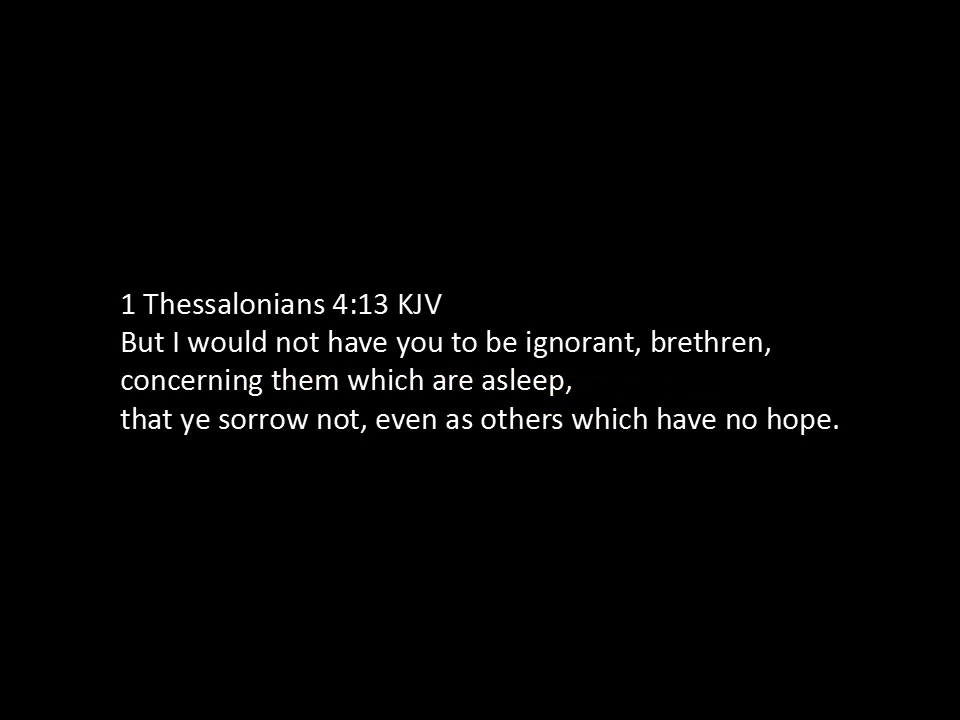 1 Thessalonians 4:13 KJV
But I would not have you to be ignorant, brethren,
concerning them which are asleep,
that ye sorrow not, even as others which have no hope.